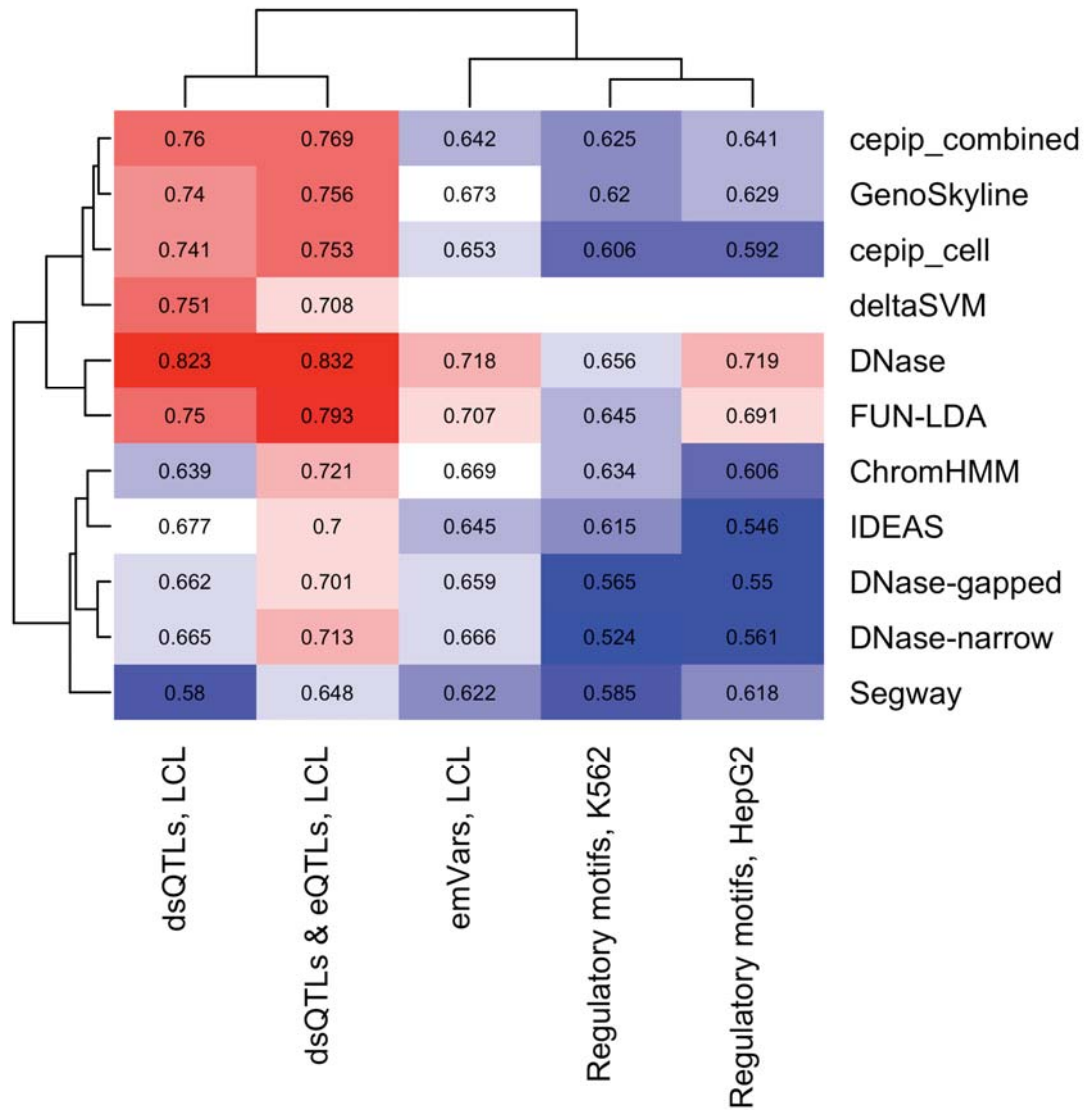 0.76 0.769 0.642 0.625 0.641 cepip_combined
0.74 0.756 0.673 0.62 0.629 GenoSkyline
0.741 0.753 0.653 0.606 0.592 cepip_cell
0.751 0.708 deltaSVM
0.823 0.832 0.718 0.656 0.719 DNase
0.75 0.793 0.707 0.645 0.691 FUN-LDA
0.639 0.721 0.669 0.634 0.606 ChromHMM
0.677 0.7 0.645 0.615 0.546 IDEAS
0.662 0.701 0.659 0.565 0.55 DNase-gapped
0.665 0.713 0.666 0.524 0.561 DNase-narrow
0.58 0.648 0.622 0.585 0.618 Segway
dsQTLs, LCL
dsQTLs & eQTLs, LCL
emVars, LCL
Regulatory motifs, K562
Regulatory motifs, HepG2